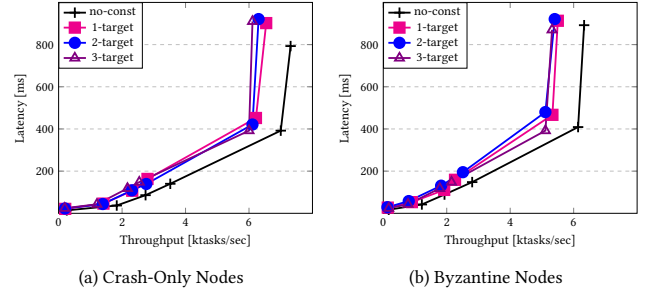 no-const
1-target
2-target
3-target
800
600
400
200
0
2
4
6
Latency [ms]
Throughput [ktasks/sec]
(a) Crash-Only Nodes
no-const
1-target
2-target
3-target
800
600
400
200
0
2
4
6
Latency [ms]
Throughput [ktasks/sec]
(b) Byzantine Nodes